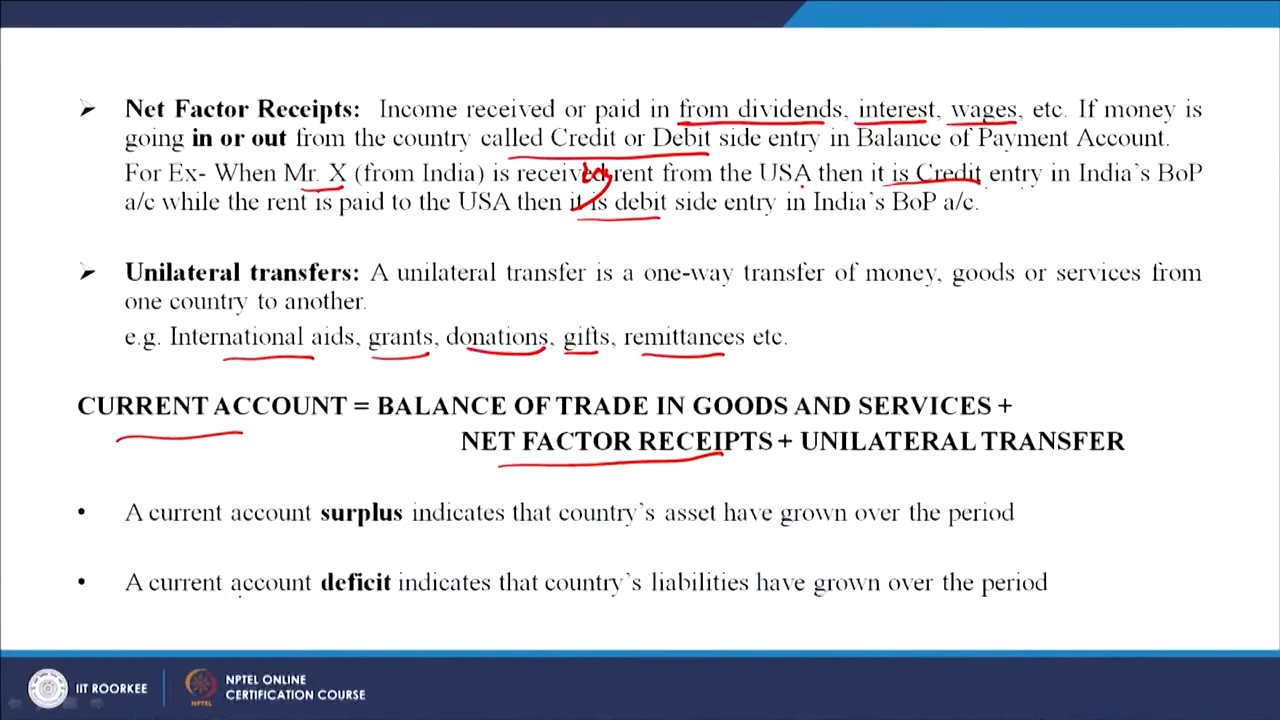 ➢ Net Factor Receipts: Income received or paid in from dividends, interest, wages, etc. If money is
going in or out from the country called Credit or Debit side entry in Balance of Payment Account.
For Ex- When Mr. X (from India) is received rent from the USA then it is Credit entry in India's BoP
a/c while the rent is paid to the USA then it is debit side entry in India's BoP a/c.
➢ Unilateral transfers: A unilateral transfer is a one-way transfer of money, goods or services from
one country to another.
e.g. International aids, grants, donations, gifts, remittances etc.
CURRENT ACCOUNT = BALANCE OF TRADE IN GOODS AND SERVICES +
NET FACTOR RECEIPTS + UNILATERAL TRANSFER
• A current account surplus indicates that country's asset have grown over the period
• A current account deficit indicates that country's liabilities have grown over the period
IIT ROORKEE
NPTEL ONLINE
CERTIFICATION COURSE